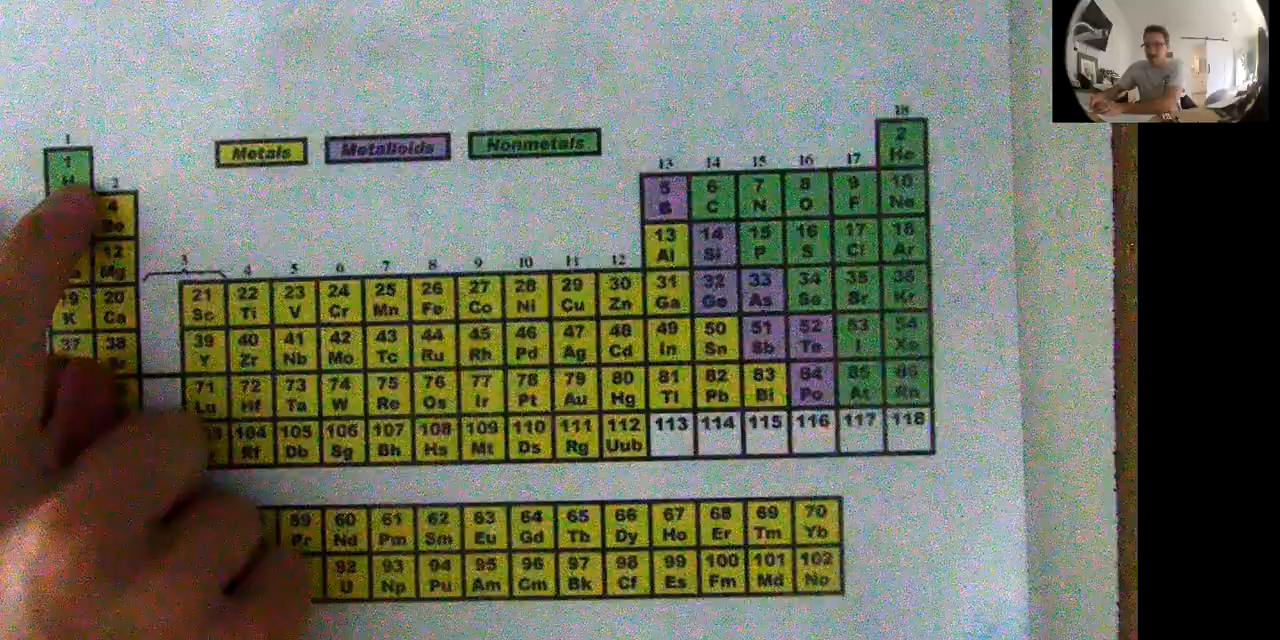 18
1
Metals Metalloids Nonmetals
1 2
H He
2 13 14 15 16 17
4 5 6 7 8 9 10
Be B C N O F Ne
12 13 14 15 16 17 18
Mg Al Si P S Cl Ar
3 4 5 6 7 8 9 10 11 12
19 20 21 22 23 24 25 26 27 28 29 30 31 32 33 34 35 36
K Ca Sc Ti V Cr Mn Fe Co Ni Cu Zn Ga Ge As Se Br Kr
37 38 39 40 41 42 43 44 45 46 47 48 49 50 51 52 53 54
Sr Y Zr Nb Mo Tc Ru Rh Pd Ag Cd In Sn Sb Te I Xe
71 72 73 74 75 76 77 78 79 80 81 82 83 84 85 86
Lu Hf Ta W Re Os Ir Pt Au Hg Tl Pb Bi Po At Rn
104 105 106 107 108 109 110 111 112 113 114 115 116 117 118
Rf Db Sg Bh Hs Mt Ds Rg Uub
59 60 61 62 63 64 65 66 67 68 69 70
Pr Nd Pm Sm Eu Gd Tb Dy Ho Er Tm Yb
92 93 94 95 96 97 98 99 100 101 102
U Np Pu Am Cm Bk Cf Es Fm Md No